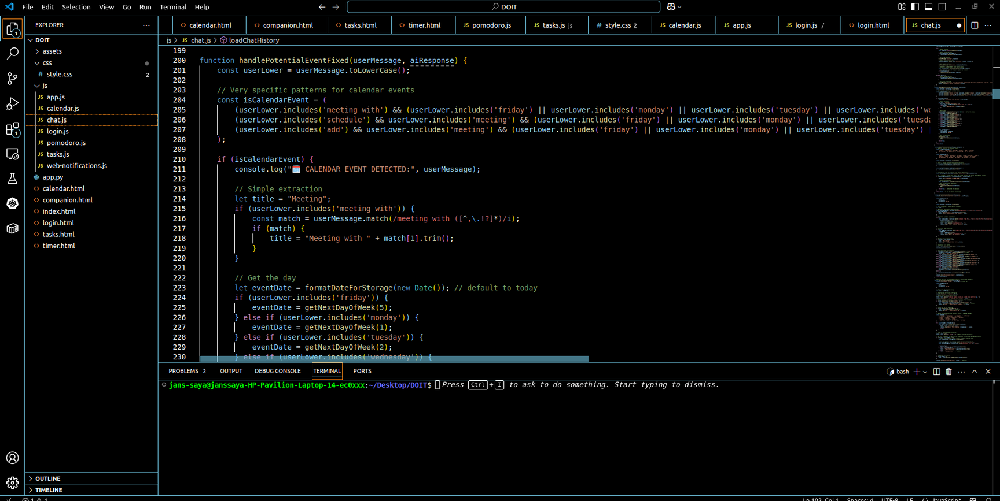 File Edit Selection View Go Run Terminal Help
DOIT
EXPLORER
calendar.html companion.html tasks.html timer.html pomodoro.js tasks.js js style.css 2 calendar.js app.js login.js ./ login.html chat.js
js > chat.js > loadChatHistory
DOIT
assets
css
style.css 2
js
app.js
calendar.js
chat.js
login.js
pomodoro.js
tasks.js
web-notifications.js
app.py
calendar.html
companion.html
index.html
login.html
tasks.html
timer.html
OUTLINE
TIMELINE
199
200 function handlePotentialEventFixed(userMessage, aiResponse) {
201 const userLower = userMessage.toLowerCase();
202
203 // Very specific patterns for calendar events
204 const isCalendarEvent = (
205 (userLower.includes('meeting with') && (userLower.includes('friday') || userLower.includes('monday') || userLower.includes('tuesday') || userLower.includes('we
206 (userLower.includes('schedule') && userLower.includes('meeting') && (userLower.includes('friday') || userLower.includes('monday') || userLower.includes('tuesda
207 (userLower.includes('add') && userLower.includes('meeting') && (userLower.includes('friday') || userLower.includes('monday') || userLower.includes('tuesday')
208 );
209
210 if (isCalendarEvent) {
211 console.log("🗓️ CALENDAR EVENT DETECTED:", userMessage);
212
213 // Simple extraction
214 let title = "Meeting";
215 if (userLower.includes('meeting with')) {
216 const match = userMessage.match(/meeting with ([^,\.!?]*)/i);
217 if (match) {
218 title = "Meeting with " + match[1].trim();
219 }
220 }
221
222 // Get the day
223 let eventDate = formatDateForStorage(new Date()); // default to today
224 if (userLower.includes('friday')) {
225 eventDate = getNextDayOfWeek(5);
226 } else if (userLower.includes('monday')) {
227 eventDate = getNextDayOfWeek(1);
228 } else if (userLower.includes('tuesday')) {
229 eventDate = getNextDayOfWeek(2);
230 } else if (userLower.includes('wednesday')) {
PROBLEMS 2 OUTPUT DEBUG CONSOLE TERMINAL PORTS
bash
jans-saya@janssaya-HP-Pavilion-Laptop-14-ec0xxx:~/Desktop/DOIT$ Press Ctrl+I to ask to do something. Start typing to dismiss.
Ln 102, Col 1 Spaces: 4 UTF-8 LF {} JavaScript